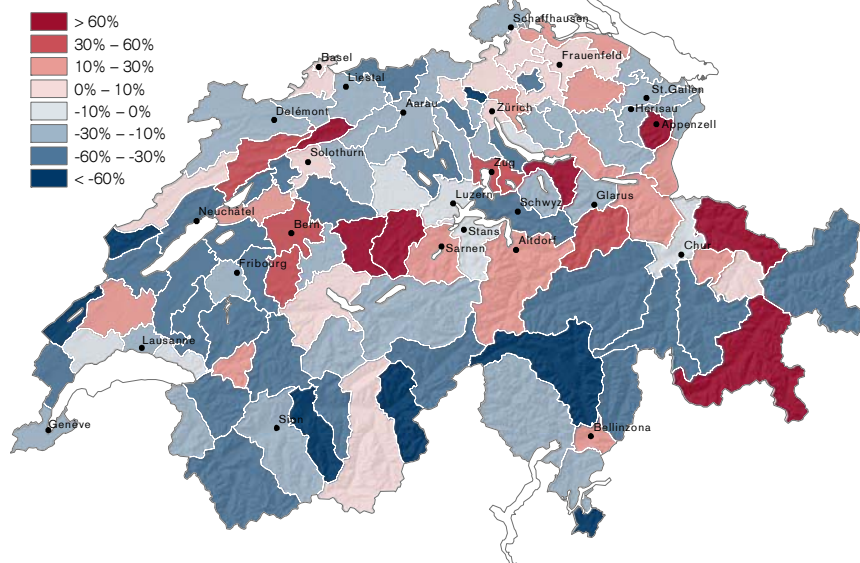 > 60%
30% – 60%
10% – 30%
0% – 10%
-10% – 0%
-30% – -10%
-60% – -30%
< -60%
Schaffhausen
Basel
Frauenfeld
Liestal
St.Gallen
Delémont
Aarau
Zürich
Herisau
Appenzell
Solothurn
Zug
Neuchâtel
Luzern
Schwyz
Glarus
Bern
Stans
Sarnen
Altdorf
Chur
Fribourg
Lausanne
Genève
Sion
Bellinzona